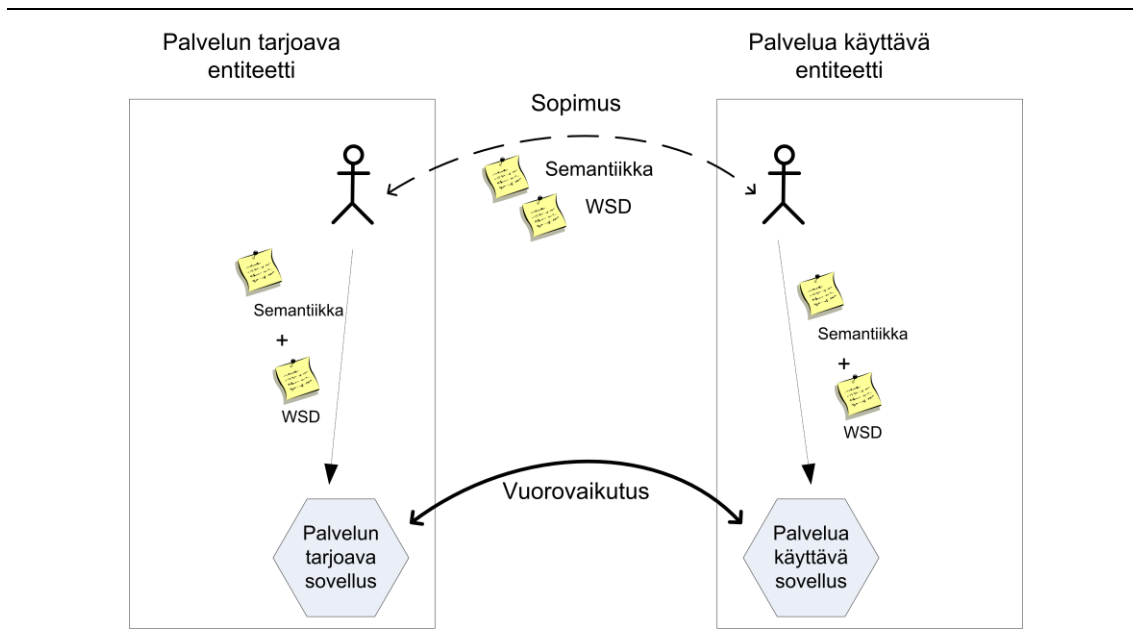 Palvelun tarjoava
entiteetti
Palvelua käyttävä
entiteetti
Sopimus
Semantiikka
WSD
Semantiikka
+
WSD
Semantiikka
+
WSD
Vuorovaikutus
Palvelun
tarjoava
sovellus
Palvelua
käyttävä
sovellus